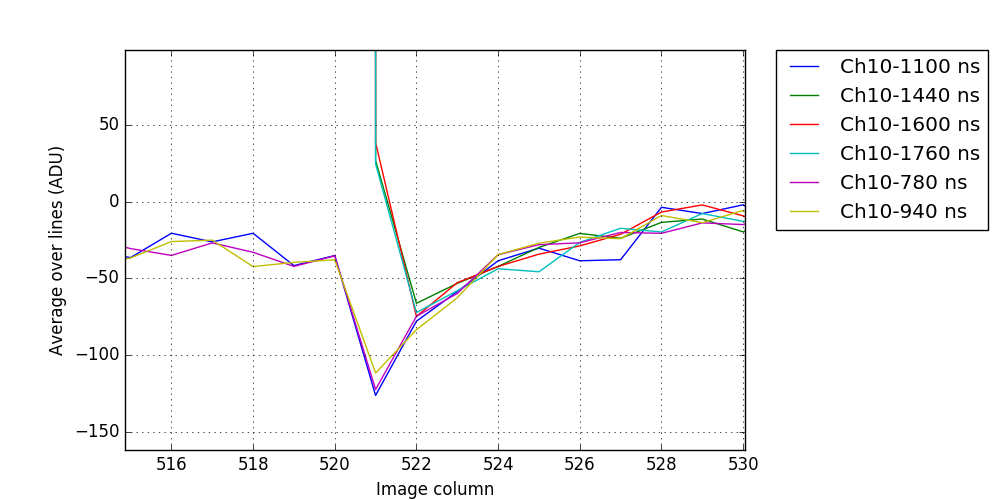 50
0
−50
−100
−150
516 518 520 522 524 526 528 530
Average over lines (ADU)
Image column
Ch10-1100 ns
Ch10-1440 ns
Ch10-1600 ns
Ch10-1760 ns
Ch10-780 ns
Ch10-940 ns